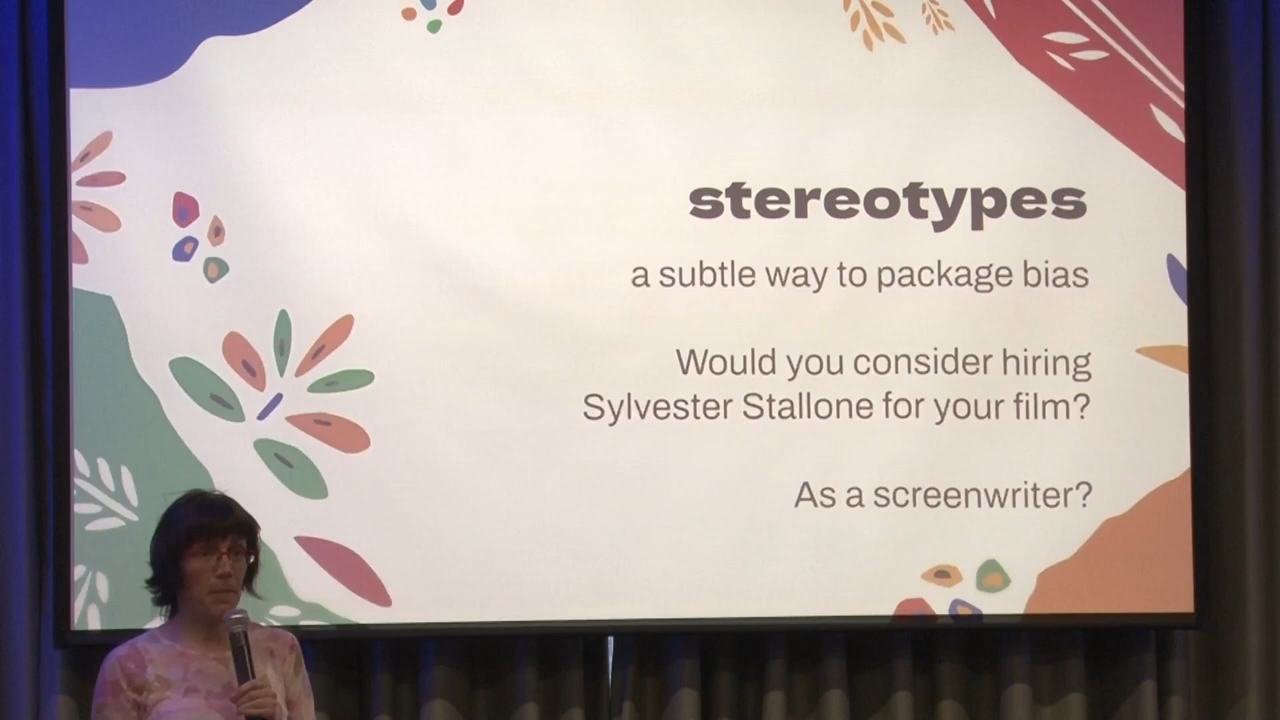 stereotypes
a subtle way to package bias
Would you consider hiring
Sylvester Stallone for your film?
As a screenwriter?